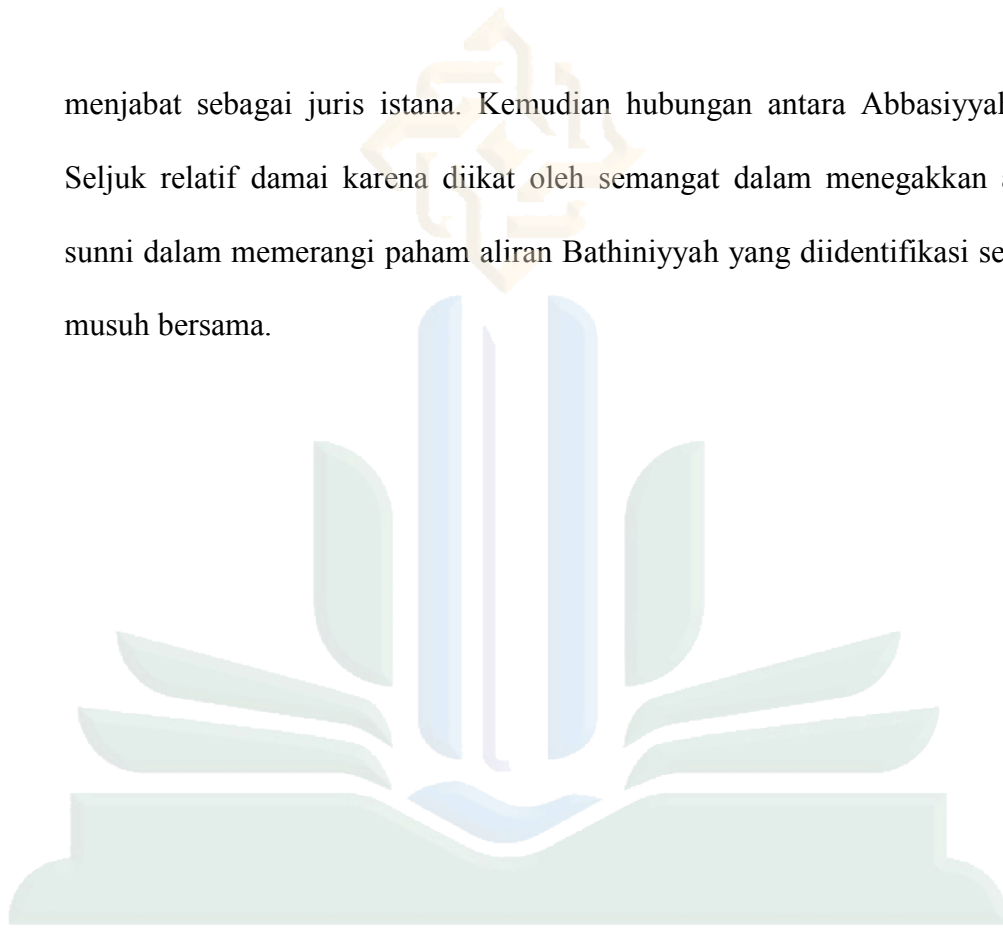 menjabat sebagai juris istana. Kemudian hubungan antara Abbasiyyah
Seljuk relatif damai karena diikat oleh semangat dalam menegakkan
sunni dalam memerangi paham aliran Bathiniyyah yang diidentifikasi
musuh bersama.